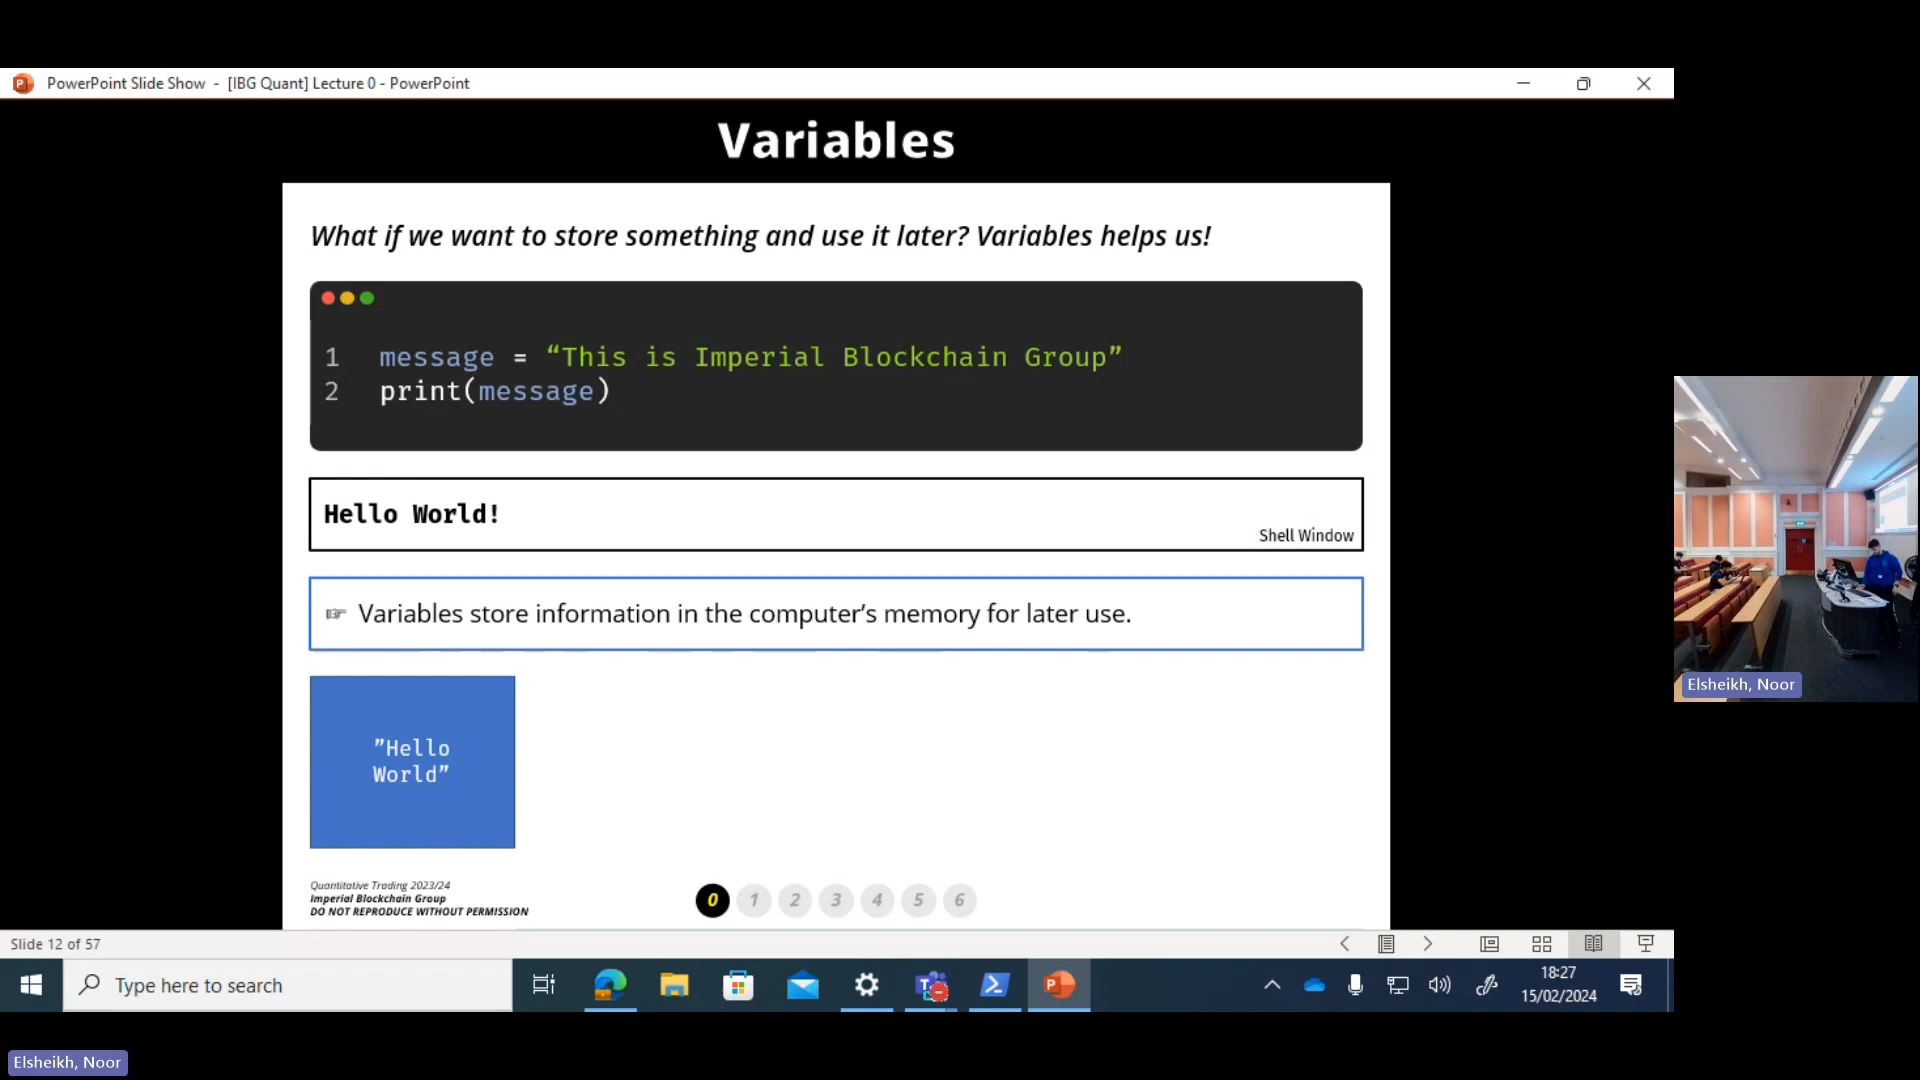 PowerPoint Slide Show - [IBG Quant] Lecture 0 - PowerPoint
Variables
What if we want to store something and use it later? Variables helps us!
1 message = “This is Imperial Blockchain Group”
2 print(message)
Hello World!
Shell Window
☞ Variables store information in the computer’s memory for later use.
”Hello
World”
Quantitative Trading 2023/24
Imperial Blockchain Group
DO NOT REPRODUCE WITHOUT PERMISSION
0 1 2 3 4 5 6
Slide 12 of 57
Type here to search
18:27
15/02/2024
Elsheikh, Noor
Elsheikh, Noor